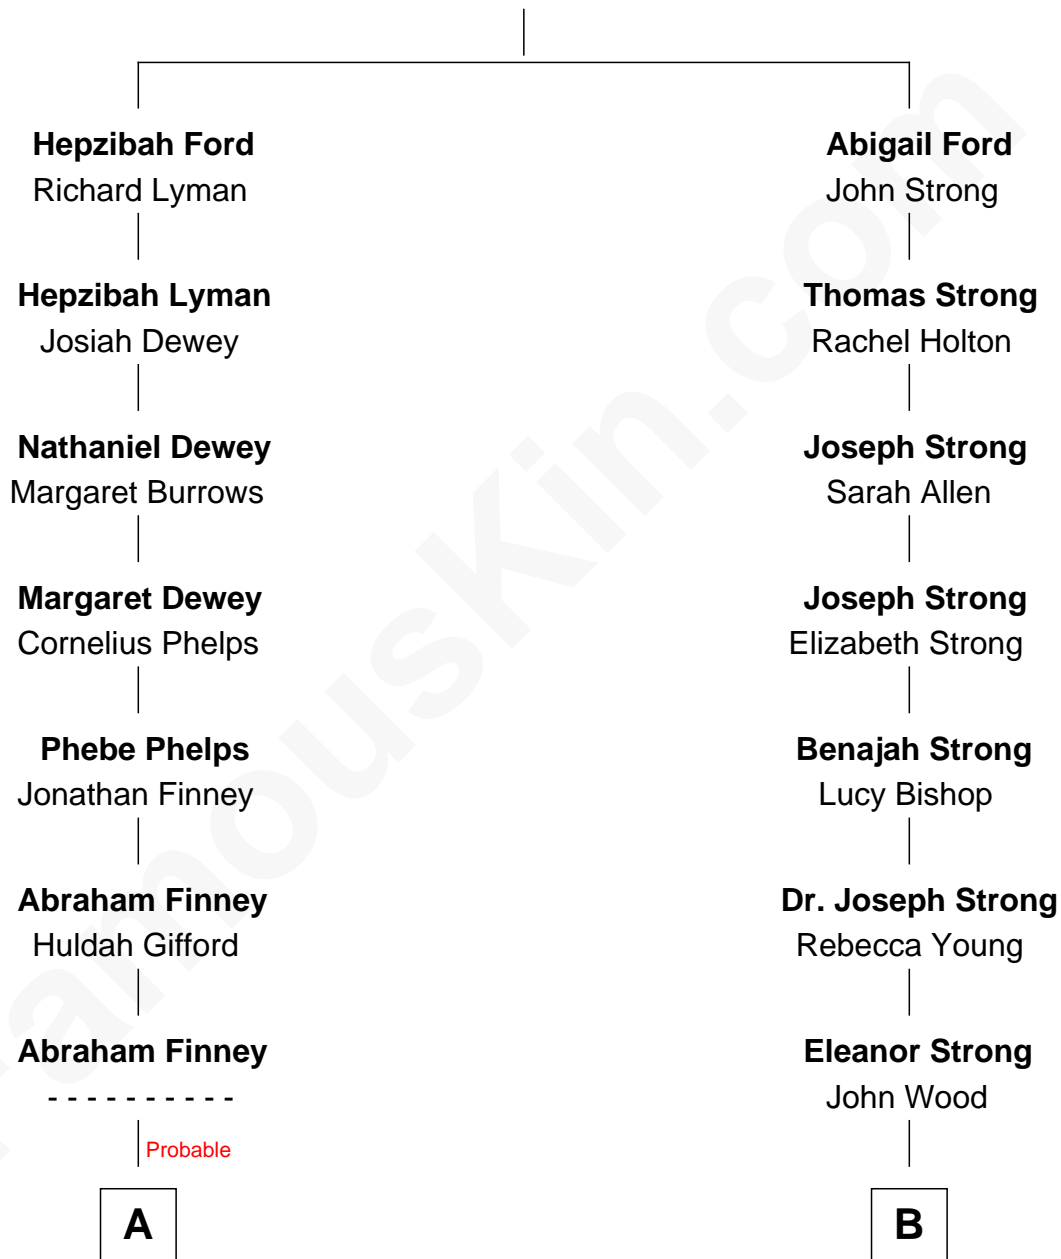 Hepzibah Ford
Richard Lyman
Abigail Ford
John Strong
Hepzibah Lyman
Josiah Dewey
Thomas Strong
Rachel Holton
Nathaniel Dewey
Margaret Burrows
Joseph Strong
Sarah Allen
Margaret Dewey
Cornelius Phelps
Joseph Strong
Elizabeth Strong
Phebe Phelps
Jonathan Finney
Benajah Strong
Lucy Bishop
Abraham Finney
Huldah Gifford
Dr. Joseph Strong
Rebecca Young
Abraham Finney
- - - - - - - - - -
Eleanor Strong
John Wood
Probable
A
B
FamousKin.com